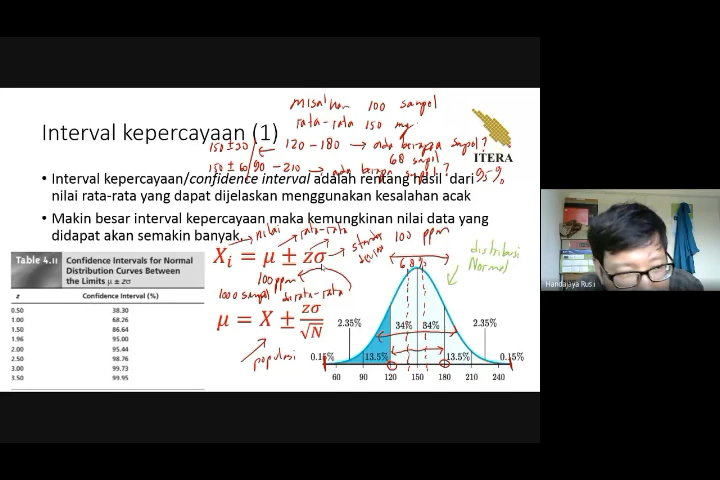 misalkan 100 sampel
rata-rata 150 mg
Interval kepercayaan (1)
150 ± 30 120 - 180 → ada berapa sampel?
68 sampel
150 ± 60 90 - 210 → ada berapa sampel? 95%
ITERA
• Interval kepercayaan/confidence interval adalah rentang hasil dari
nilai rata-rata yang dapat dijelaskan menggunakan kesalahan acak
• Makin besar interval kepercayaan maka kemungkinan nilai data yang
didapat akan semakin banyak.
nilai rata-rata 100 ppm
Xi = μ ± zσ
distribusi
Normal
68%
100 ppm
1000 sampel rata-rata
μ = X ± zσ/√N
populasi
Table 4.11 Confidence Intervals for Normal
Distribution Curves Between
the Limits μ ± zσ
z Confidence Interval (%)
0.50 38.30
1.00 68.26
1.50 86.64
1.96 95.00
2.00 95.44
2.50 98.76
3.00 99.73
3.50 99.95
2.35% 34% 34% 2.35%
0.15% 13.5% 13.5% 0.15%
60 90 120 150 180 210 240
Handajaya Rusli